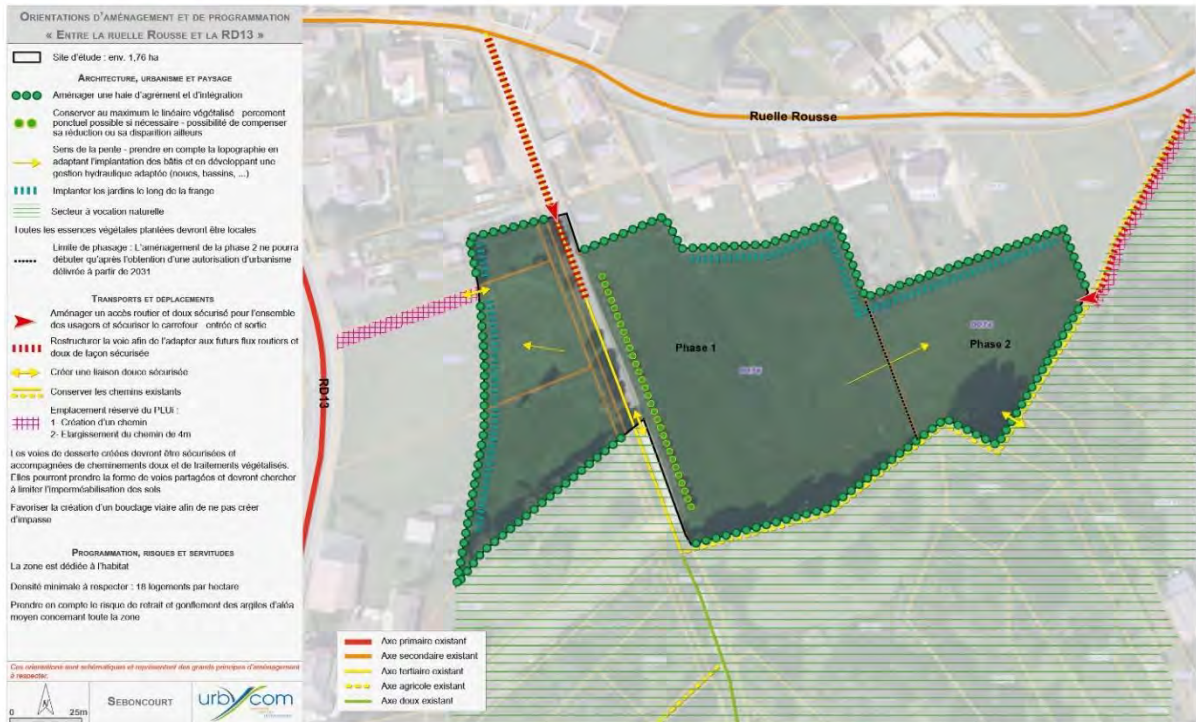 ORIENTATIONS D'AMÉNAGEMENT ET DE PROGRAMMATION
« ENTRE LA RUELLE ROUSSE ET LA RD13 »
Site d'étude : env. 1,76 ha
ARCHITECTURE, URBANISME ET PAYSAGE
Aménager une haie d'agrément et d'intégration
Conserver au maximum le linéaire végétalisé - percement
ponctuel possible si nécessaire - possibilité de compenser
sa réduction ou sa disparition ailleurs
Sens de la pente - prendre en compte la topographie en
adaptant l'implantation des bâtis et en développant une
gestion hydraulique adaptée (noues, bassins, ...)
Implanter les jardins le long de la frange
Secteur à vocation naturelle
Toutes les essences végétales plantées devront être locales
Limite de phasage : L'aménagement de la phase 2 ne pourra
débuter qu'après l'obtention d'une autorisation d'urbanisme
délivrée à partir de 2031
TRANSPORTS ET DÉPLACEMENTS
Aménager un accès routier et doux sécurisé pour l'ensemble
des usagers et sécuriser le carrefour - entrée et sortie
Restructurer la voie afin de l'adapter aux futurs flux routiers et
doux de façon sécurisée
Créer une liaison douce sécurisée
Conserver les chemins existants
Emplacement réservé du PLUi :
1- Création d'un chemin
2- Elargissement du chemin de 4m
Les voies de desserte créées devront être sécurisées et
accompagnées de cheminements doux et de traitements végétalisés.
Elles pourront prendre la forme de voies partagées et devront chercher
à limiter l'imperméabilisation des sols
Favoriser la création d'un bouclage viaire afin de ne pas créer
d'impasse
PROGRAMMATION, RISQUES ET SERVITUDES
La zone est dédiée à l'habitat
Densité minimale à respecter : 18 logements par hectare
Prendre en compte le risque de retrait et gonflement des argiles d'aléa
moyen concernant toute la zone
Ces orientations sont schématiques et représentent des grands principes d'aménagement
à respecter.
N
0 25m
SEBONCOURT
urbycom
Ruelle Rousse
RD13
Phase 1
Phase 2
Axe primaire existant
Axe secondaire existant
Axe tertiaire existant
Axe agricole existant
Axe doux existant